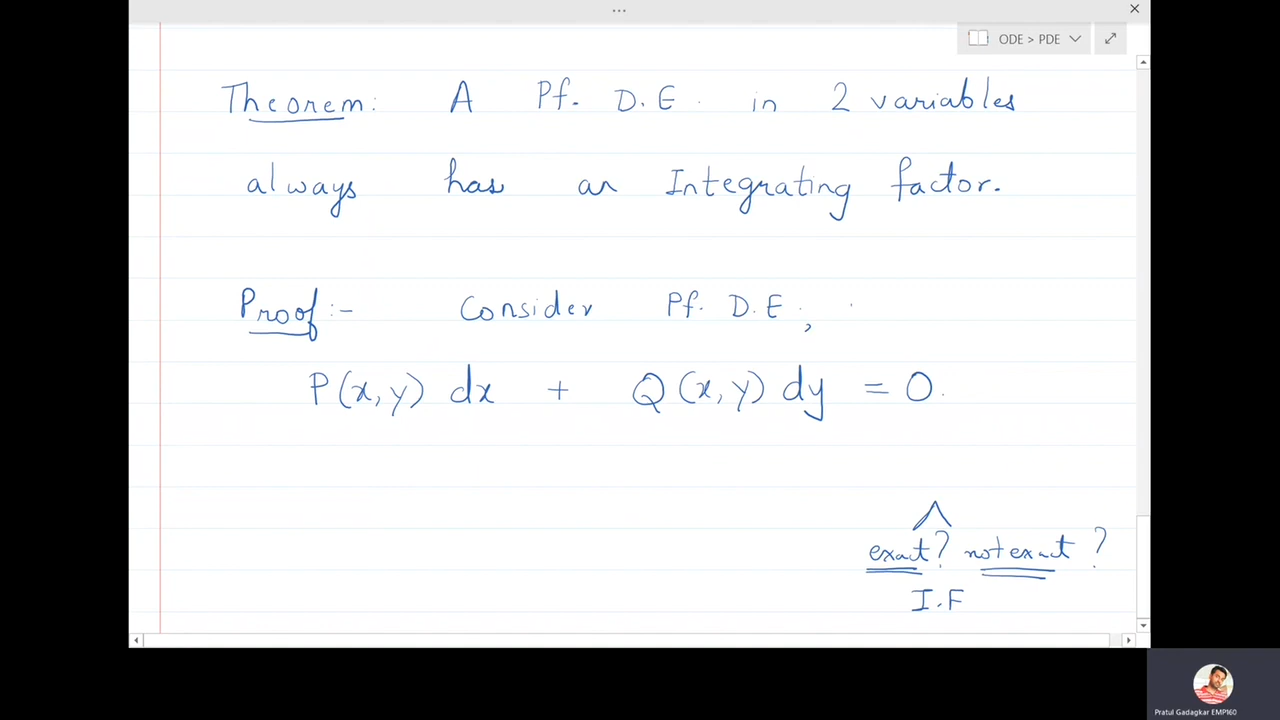 ODE > PDE
Theorem: A Pf. D.E. in 2 variables
always has an Integrating factor.
Proof :- Consider Pf. D.E.,
P(x,y) dx + Q(x,y) dy = 0.
exact? not exact ?
I.F
Pratul Gadagkar EMP160